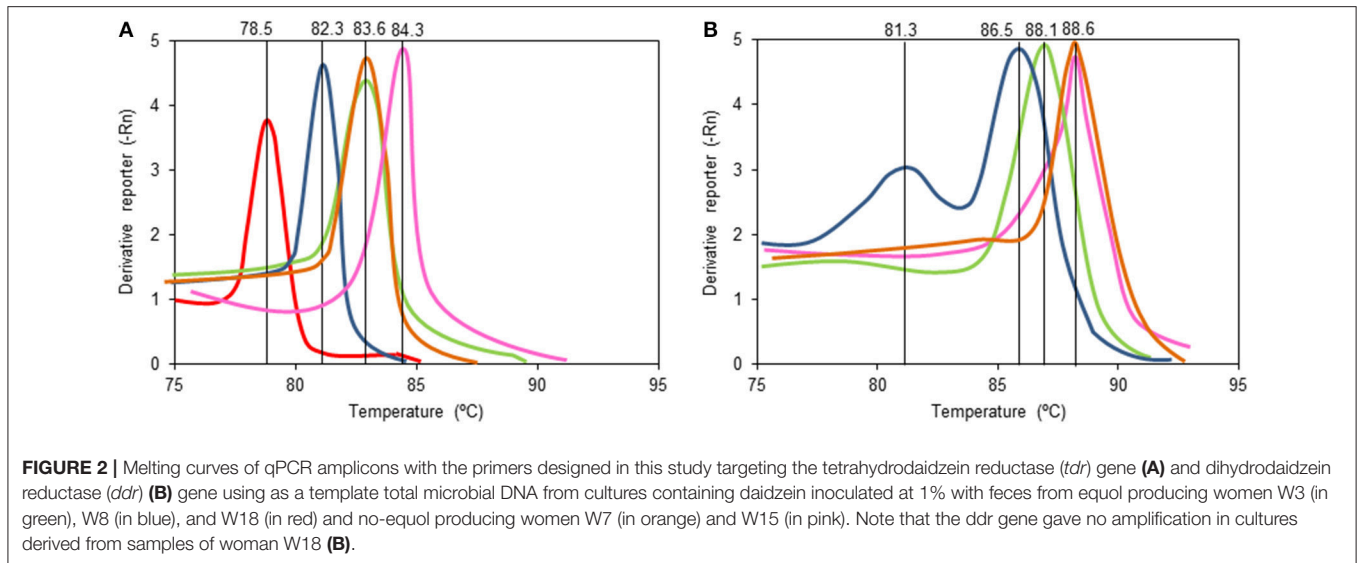 A
78.5 82.3 83.6 84.3
5
4
3
2
1
0
Derivative reporter (-Rn)
75 80 85 90 95
Temperature (ºC)
B
81.3 86.5 88.1 88.6
5
4
3
2
1
0
Derivative reporter (-Rn)
75 80 85 90 95
Temperature (ºC)
FIGURE 2 | Melting curves of qPCR amplicons with the primers designed in this study targeting the tetrahydrodaidzein reductase (tdr) gene (A) and dihydrodaidzein
reductase (ddr) (B) gene using as a template total microbial DNA from cultures containing daidzein inoculated at 1% with feces from equol producing women W3 (in
green), W8 (in blue), and W18 (in red) and no-equol producing women W7 (in orange) and W15 (in pink). Note that the ddr gene gave no amplification in cultures
derived from samples of woman W18 (B).